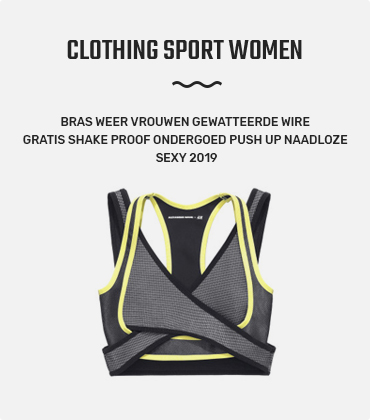 CLOTHING SPORT WOMEN
BRAS WEER VROUWEN GEWATTEERDE WIRE
GRATIS SHAKE PROOF ONDERGOED PUSH UP NAADLOZE
SEXY 2019